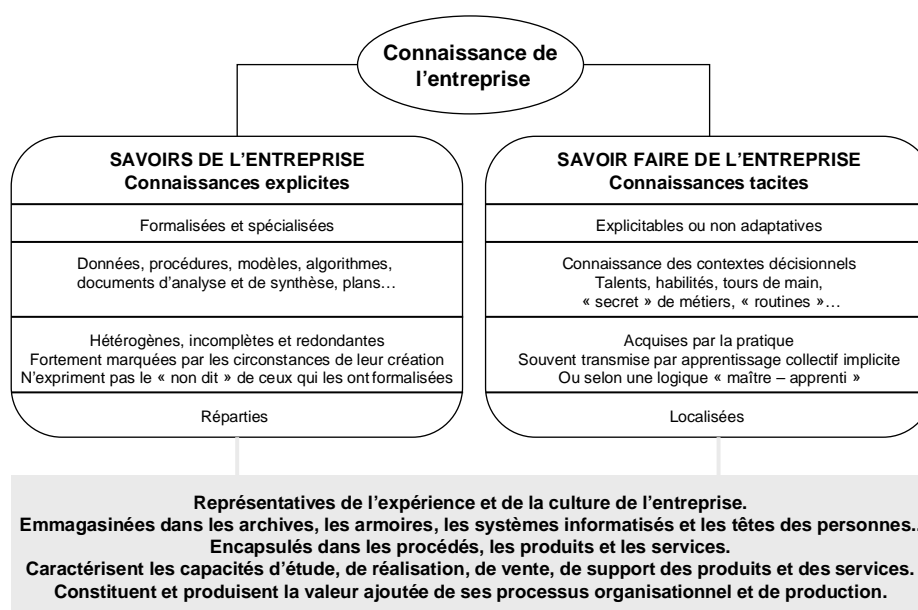 Connaissance de
l'entreprise
SAVOIRS DE L'ENTREPRISE
Connaissances explicites
Formalisées et spécialisées
Données, procédures, modèles, algorithmes,
documents d'analyse et de synthèse, plans…
Hétérogènes, incomplètes et redondantes
Fortement marquées par les circonstances de leur création
N'expriment pas le « non dit » de ceux qui les ont formalisées
Réparties
SAVOIR FAIRE DE L'ENTREPRISE
Connaissances tacites
Explicitables ou non adaptatives
Connaissance des contextes décisionnels
Talents, habilités, tours de main,
« secret » de métiers, « routines »…
Acquises par la pratique
Souvent transmise par apprentissage collectif implicite
Ou selon une logique « maître – apprenti »
Localisées
Représentatives de l'expérience et de la culture de l'entreprise.
Emmagasinées dans les archives, les armoires, les systèmes informatisés et les têtes des personnes..
Encapsulés dans les procédés, les produits et les services.
Caractérisent les capacités d'étude, de réalisation, de vente, de support des produits et des services.
Constituent et produisent la valeur ajoutée de ses processus organisationnel et de production.